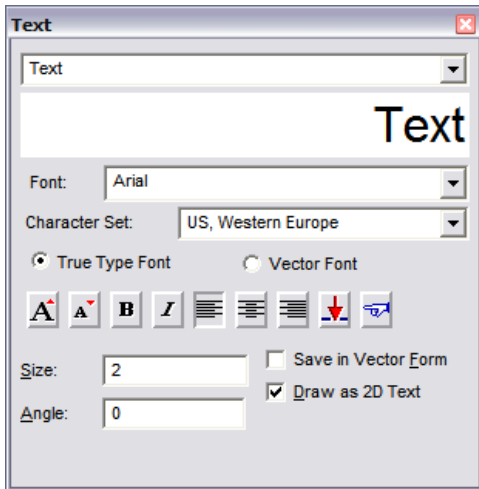 Text
Text
Text
Font: Arial
Character Set: US, Western Europe
True Type Font Vector Font
A A B I
Size: 2 Save in Vector Form
Draw as 2D Text
Angle: 0